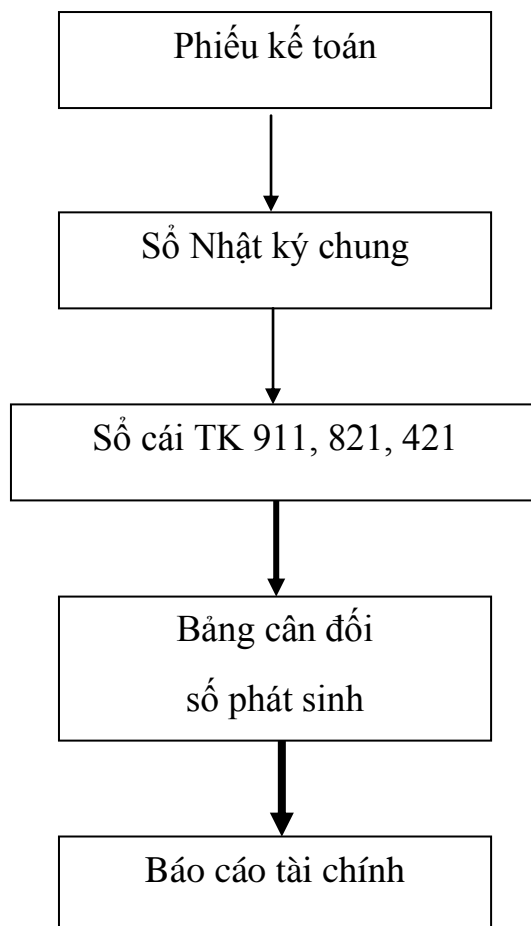 Phiếu kế toán
Sổ Nhật ký chung
Sổ cái TK 911, 821, 421
Bảng cân đối
số phát sinh
Báo cáo tài chính